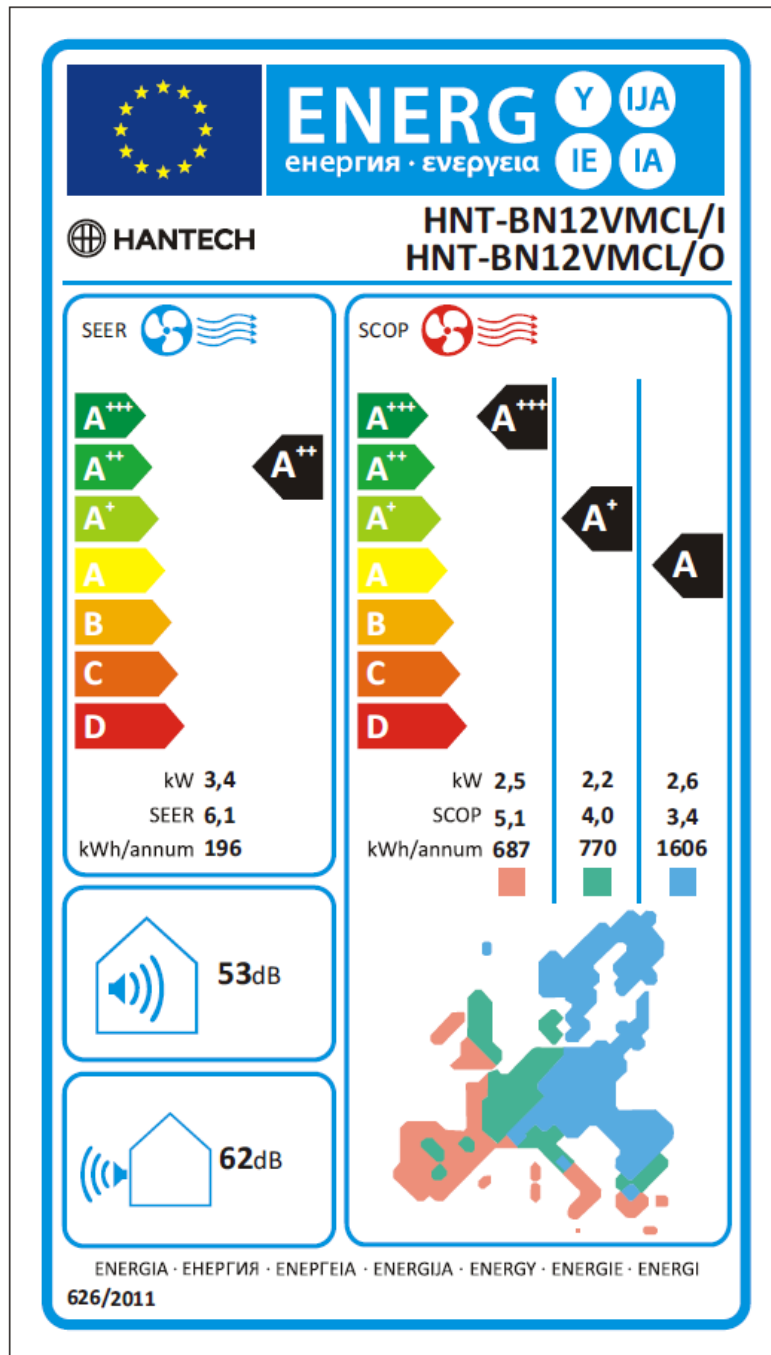 ENERG
Y IJA
IE IA
енергия · ενεργεια
HANTECH
HNT-BN12VMCL/I
HNT-BN12VMCL/O
SEER
A+++
A++
A+
A
B
C
D
A++
kW 3,4
SEER 6,1
kWh/annum 196
SCOP
A+++
A++
A+
A
B
C
D
A+++
A+
A
kW 2,5 2,2 2,6
SCOP 5,1 4,0 3,4
kWh/annum 687 770 1606
53dB
62dB
ENERGIA · ЕНЕРГИЯ · ΕΝΕΡΓΕΙΑ · ENERGIJA · ENERGY · ENERGIE · ENERGI
626/2011